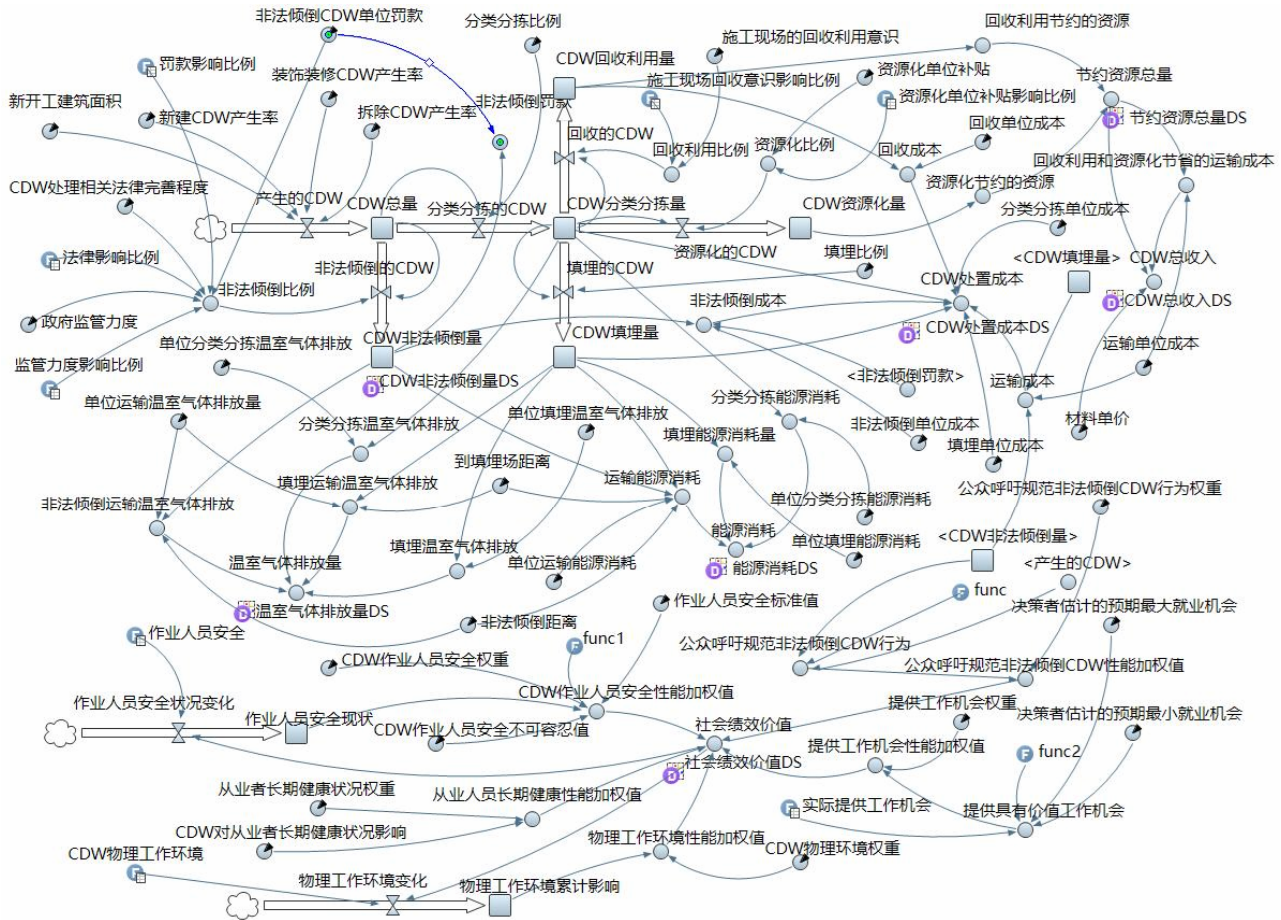 非法倾倒CDW单位罚款
分类分拣比例
回收利用节约的资源
罚款影响比例
装饰装修CDW产生率
CDW回收利用量
施工现场的回收利用意识
节约资源总量
新开工建筑面积
新建CDW产生率
拆除CDW产生率
非法倾倒罚款
施工现场回收意识影响比例
资源化单位补贴
资源化单位补贴影响比例
节约资源总量DS
回收的CDW
回收利用比例
资源化比例
回收成本
回收单位成本
回收利用和资源化节省的运输成本
CDW处理相关法律完善程度
产生的CDW
CDW总量
分类分拣的CDW
CDW分类分拣量
CDW资源化量
资源化节约的资源
分类分拣单位成本
法律影响比例
非法倾倒比例
非法倾倒的CDW
填埋的CDW
资源化的CDW
填埋比例
CDW处置成本
<CDW填埋量>
CDW总收入
CDW总收入DS
政府监管力度
非法倾倒成本
CDW处置成本DS
监管力度影响比例
单位分类分拣温室气体排放
CDW非法倾倒量
CDW填埋量
运输单位成本
CDW非法倾倒量DS
<非法倾倒罚款>
运输成本
单位运输温室气体排放量
分类分拣温室气体排放
单位填埋温室气体排放
分类分拣能源消耗
填埋能源消耗量
非法倾倒单位成本
材料单价
填埋单位成本
非法倾倒运输温室气体排放
填埋运输温室气体排放
到填埋场距离
运输能源消耗
单位分类分拣能源消耗
公众呼吁规范非法倾倒CDW行为权重
温室气体排放量
填埋温室气体排放
单位运输能源消耗
能源消耗
单位填埋能源消耗
<CDW非法倾倒量>
<产生的CDW>
能源消耗DS
温室气体排放量DS
非法倾倒距离
作业人员安全标准值
func
决策者估计的预期最大就业机会
作业人员安全
func1
CDW作业人员安全权重
公众呼吁规范非法倾倒CDW行为
公众呼吁规范非法倾倒CDW性能加权值
作业人员安全状况变化
作业人员安全现状
CDW作业人员安全性能加权值
CDW作业人员安全不可容忍值
社会绩效价值
提供工作机会权重
决策者估计的预期最小就业机会
社会绩效价值DS
提供工作机会性能加权值
func2
从业者长期健康状况权重
从业人员长期健康性能加权值
实际提供工作机会
提供具有价值工作机会
CDW对从业者长期健康状况影响
物理工作环境性能加权值
CDW物理环境权重
CDW物理工作环境
物理工作环境变化
物理工作环境累计影响